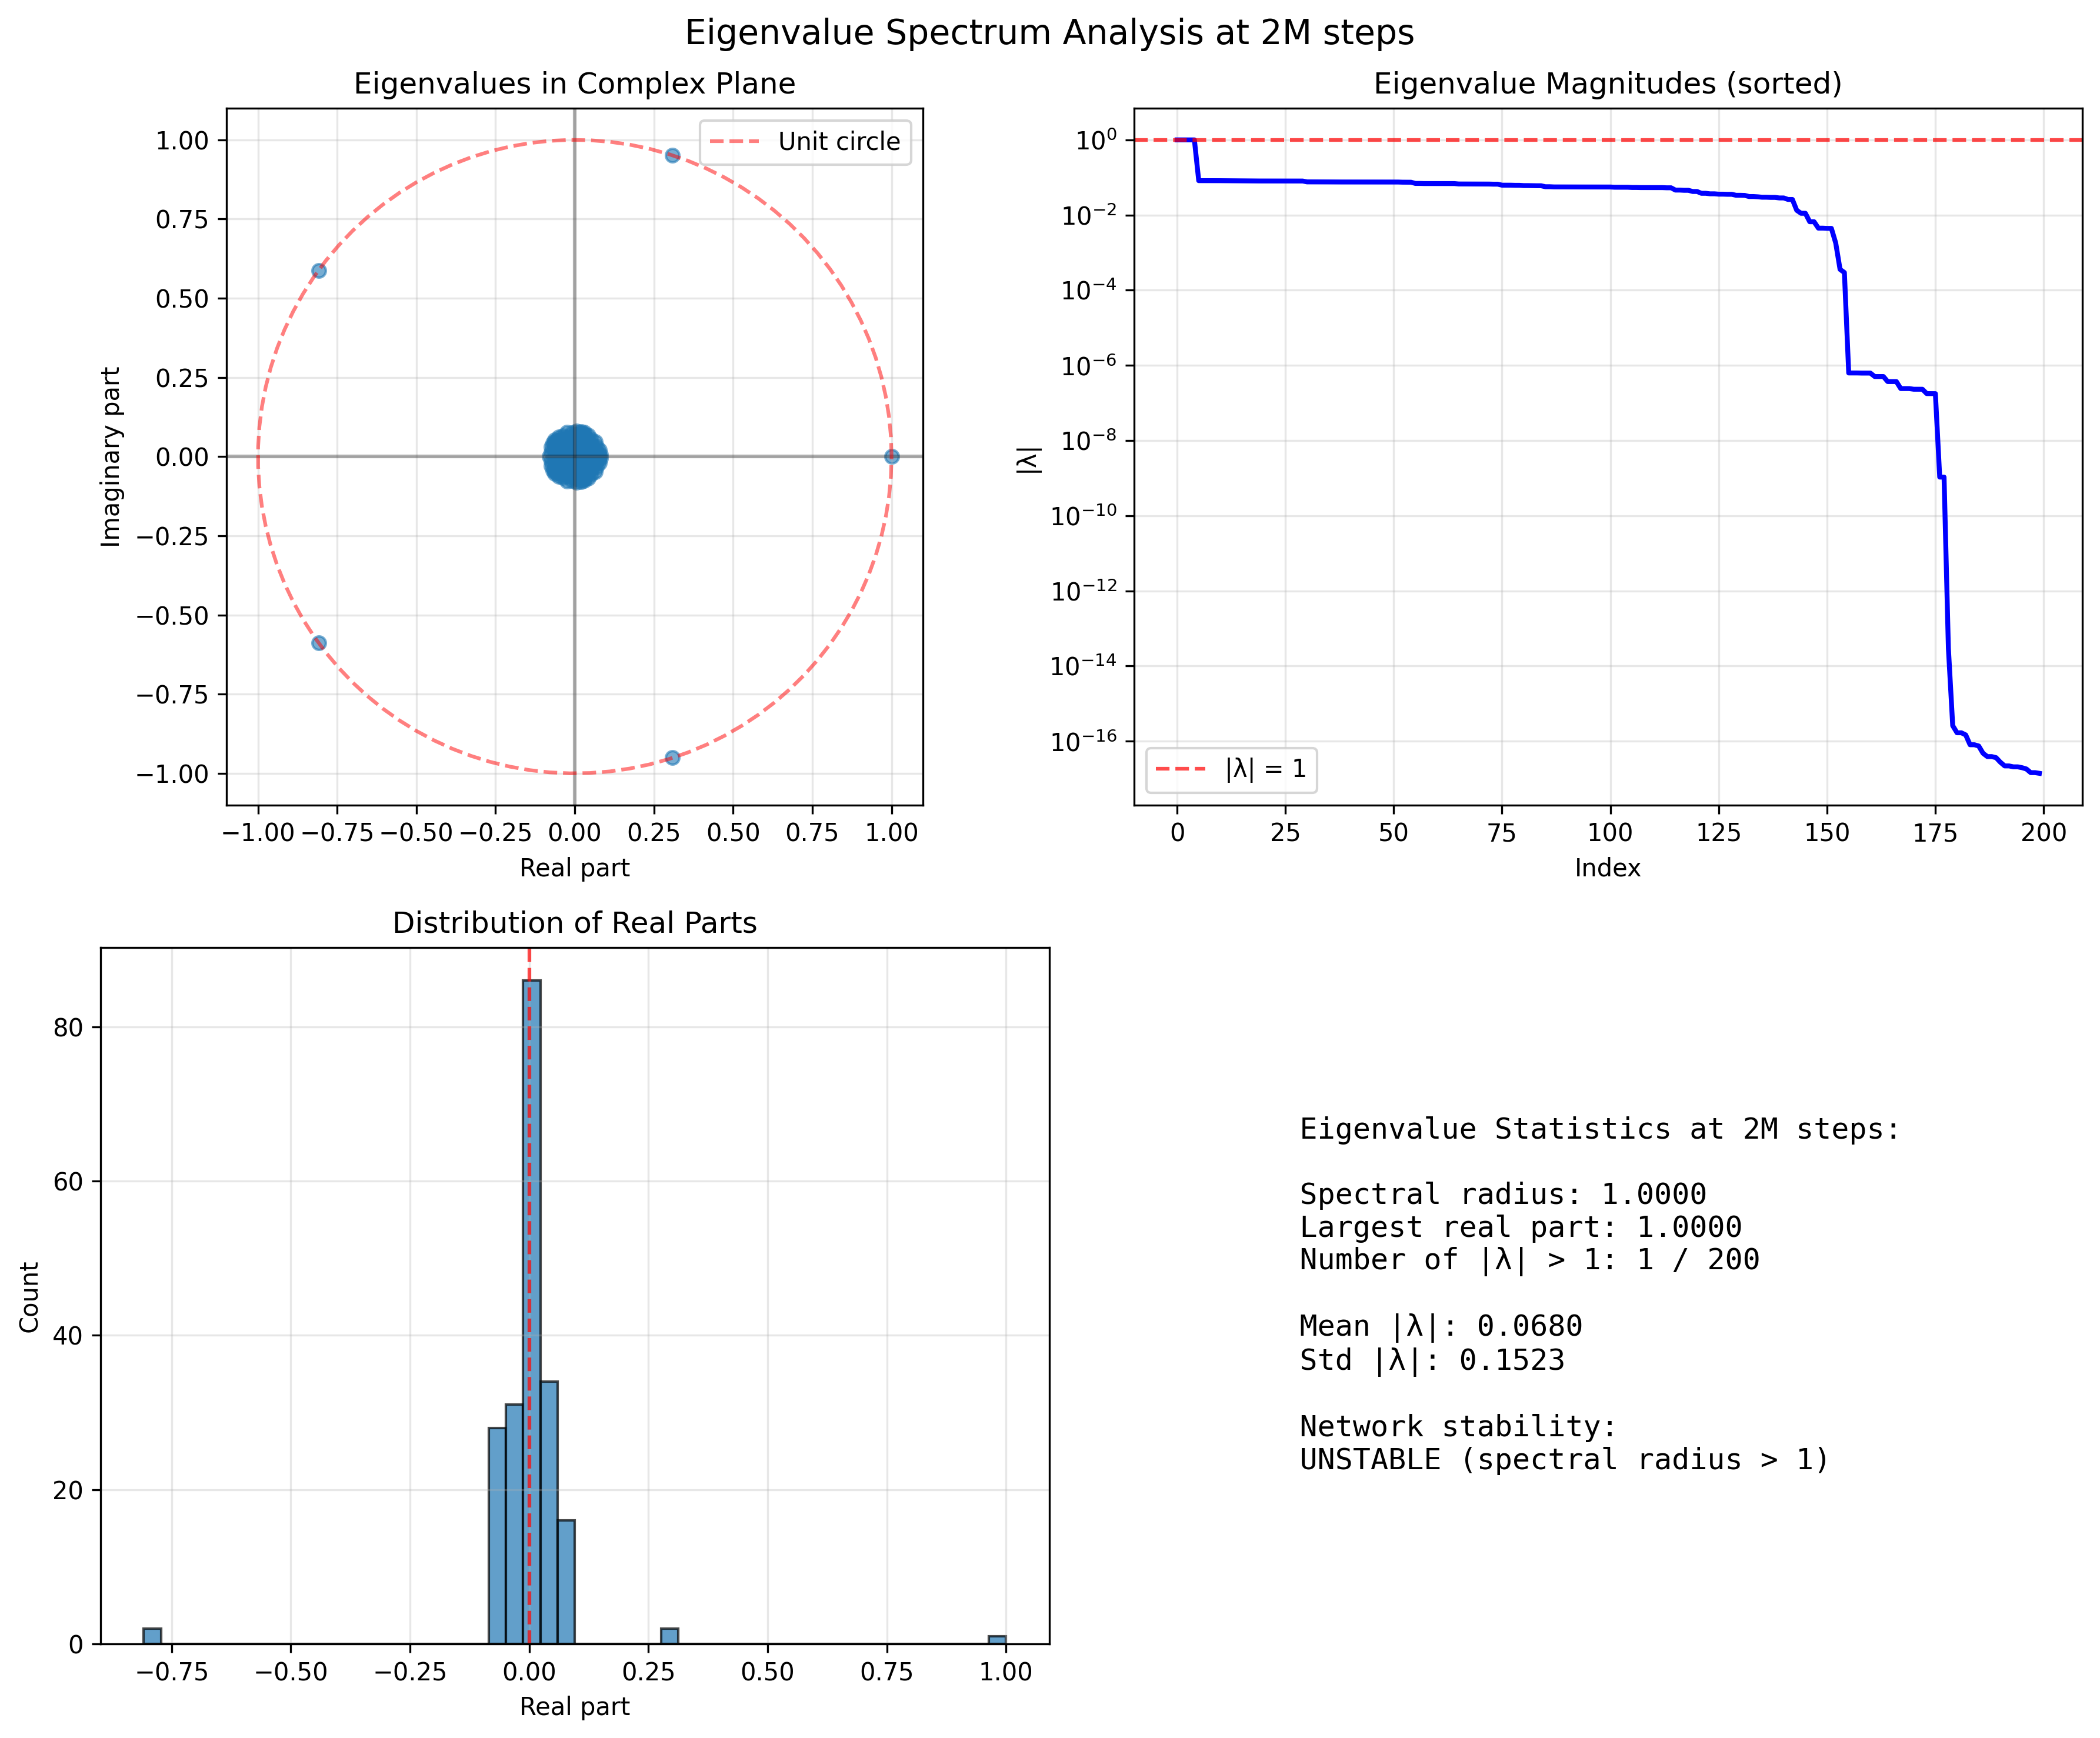 Eigenvalue Spectrum Analysis at 2M steps
Eigenvalues in Complex Plane
Unit circle
1.00
0.75
0.50
0.25
0.00
−0.25
−0.50
−0.75
−1.00
Imaginary part
−1.00 −0.75 −0.50 −0.25 0.00 0.25 0.50 0.75 1.00
Real part
Eigenvalue Magnitudes (sorted)
10⁰
10⁻²
10⁻⁴
10⁻⁶
10⁻⁸
10⁻¹⁰
10⁻¹²
10⁻¹⁴
10⁻¹⁶
|λ|
|λ| = 1
0 25 50 75 100 125 150 175 200
Index
Distribution of Real Parts
80
60
40
20
0
Count
−0.75 −0.50 −0.25 0.00 0.25 0.50 0.75 1.00
Real part
Eigenvalue Statistics at 2M steps:
Spectral radius: 1.0000
Largest real part: 1.0000
Number of |λ| > 1: 1 / 200
Mean |λ|: 0.0680
Std |λ|: 0.1523
Network stability:
UNSTABLE (spectral radius > 1)